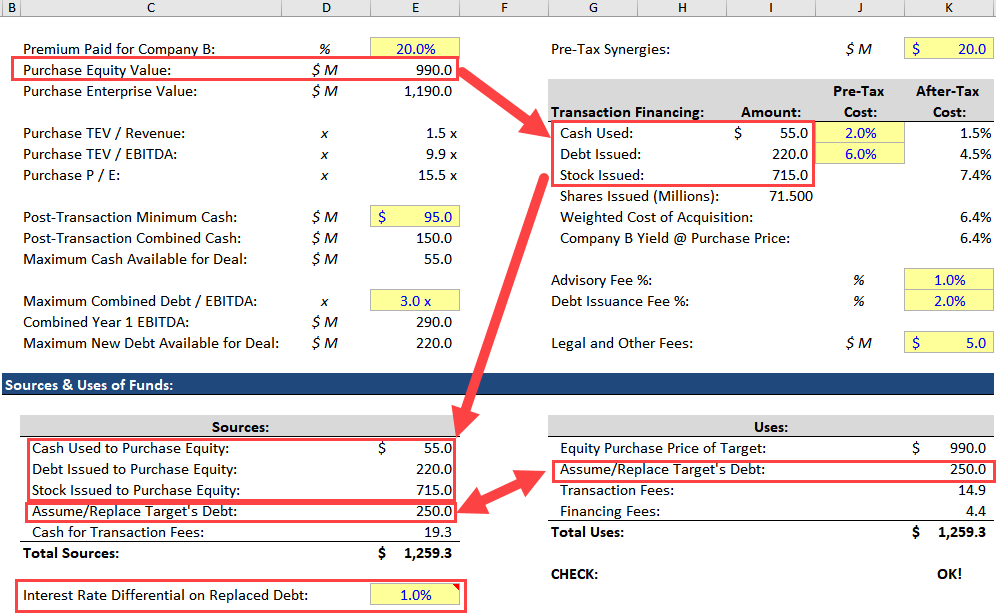 B C D E F G H I J K
Premium Paid for Company B: % 20.0% Pre-Tax Synergies: $ M $ 20.0
Purchase Equity Value: $ M 990.0
Purchase Enterprise Value: $ M 1,190.0 Pre-Tax After-Tax
Transaction Financing: Amount: Cost: Cost:
Purchase TEV / Revenue: x 1.5 x Cash Used: $ 55.0 2.0% 1.5%
Purchase TEV / EBITDA: x 9.9 x Debt Issued: 220.0 6.0% 4.5%
Purchase P / E: x 15.5 x Stock Issued: 715.0 7.4%
Shares Issued (Millions): 71.500
Post-Transaction Minimum Cash: $ M $ 95.0 Weighted Cost of Acquisition: 6.4%
Post-Transaction Combined Cash: $ M 150.0 Company B Yield @ Purchase Price: 6.4%
Maximum Cash Available for Deal: $ M 55.0
Advisory Fee %: % 1.0%
Maximum Combined Debt / EBITDA: x 3.0 x Debt Issuance Fee %: % 2.0%
Combined Year 1 EBITDA: $ M 290.0
Maximum New Debt Available for Deal: $ M 220.0 Legal and Other Fees: $ M $ 5.0
Sources & Uses of Funds:
Sources: Uses:
Cash Used to Purchase Equity: $ 55.0 Equity Purchase Price of Target: $ 990.0
Debt Issued to Purchase Equity: 220.0 Assume/Replace Target's Debt: 250.0
Stock Issued to Purchase Equity: 715.0 Transaction Fees: 14.9
Assume/Replace Target's Debt: 250.0 Financing Fees: 4.4
Cash for Transaction Fees: 19.3 Total Uses: $ 1,259.3
Total Sources: $ 1,259.3
CHECK: OK!
Interest Rate Differential on Replaced Debt: 1.0%